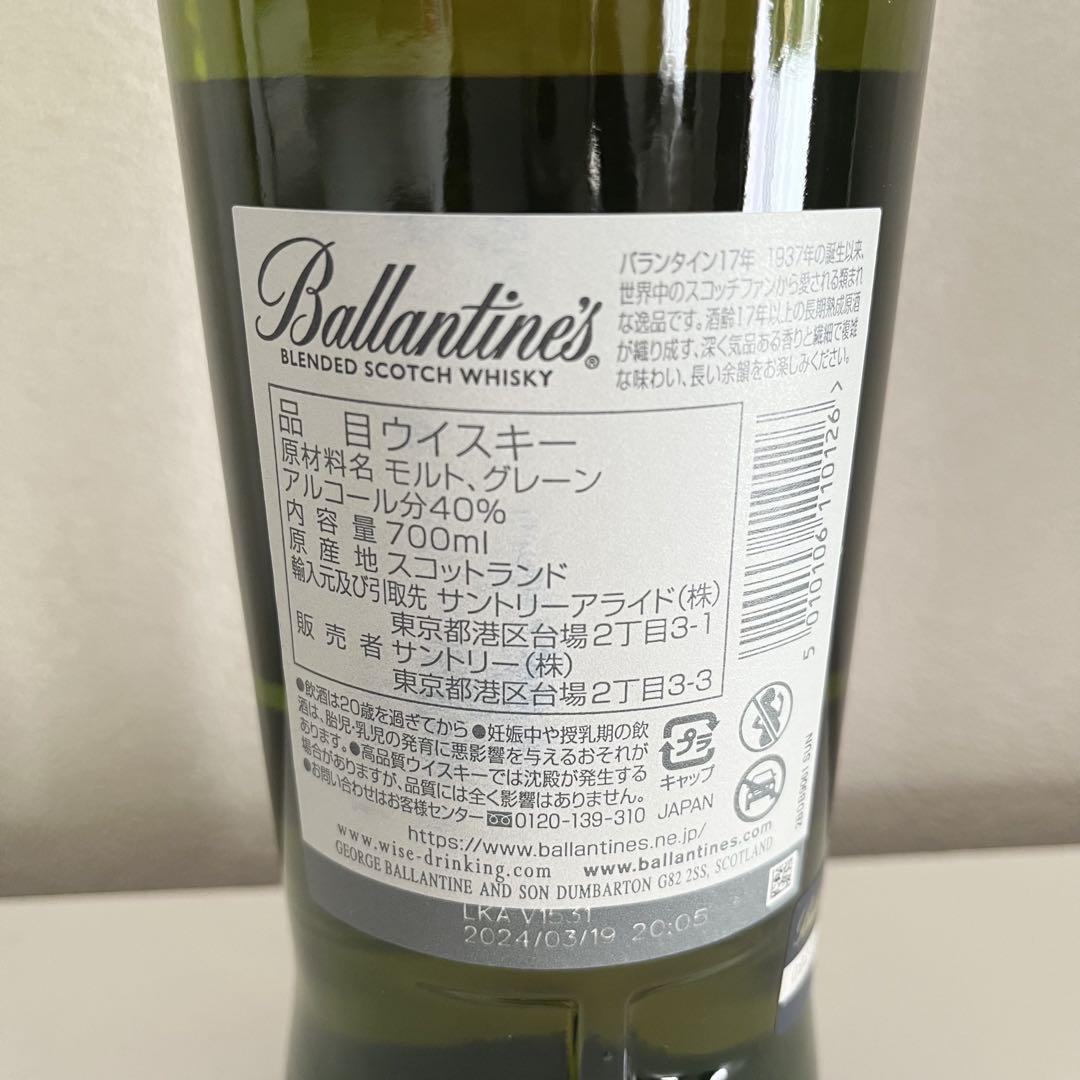 Ballantine's®
BLENDED SCOTCH WHISKY
バランタイン17年 1937年の誕生以来、
世界中のスコッチファンから愛される類まれ
な逸品です。酒齢17年以上の長期熟成原酒
が織り成す、深く気品ある香りと繊細で複雑
な味わい、長い余韻をお楽しみください。
品目 ウイスキー
原材料名 モルト、グレーン
アルコール分40%
内容量 700ml
原産地 スコットランド
輸入元及び引取先 サントリーアライド(株)
東京都港区台場2丁目3-1
販売者 サントリー(株)
東京都港区台場2丁目3-3
5 010106 110126 >
●飲酒は20歳を過ぎてから ●妊娠中や授乳期の飲
酒は、胎児・乳児の発育に悪影響を与えるおそれが
あります。●高品質ウイスキーでは沈殿が発生する
場合がありますが、品質には全く影響はありません。
●お問い合わせはお客様センター 0120-139-310
プラ
キャップ
JAPAN
https://www.ballantines.ne.jp/
www.wise-drinking.com www.ballantines.com
GEORGE BALLANTINE AND SON DUMBARTON G82 2SS, SCOTLAND
LKA V1531
2024/03/19 20:05